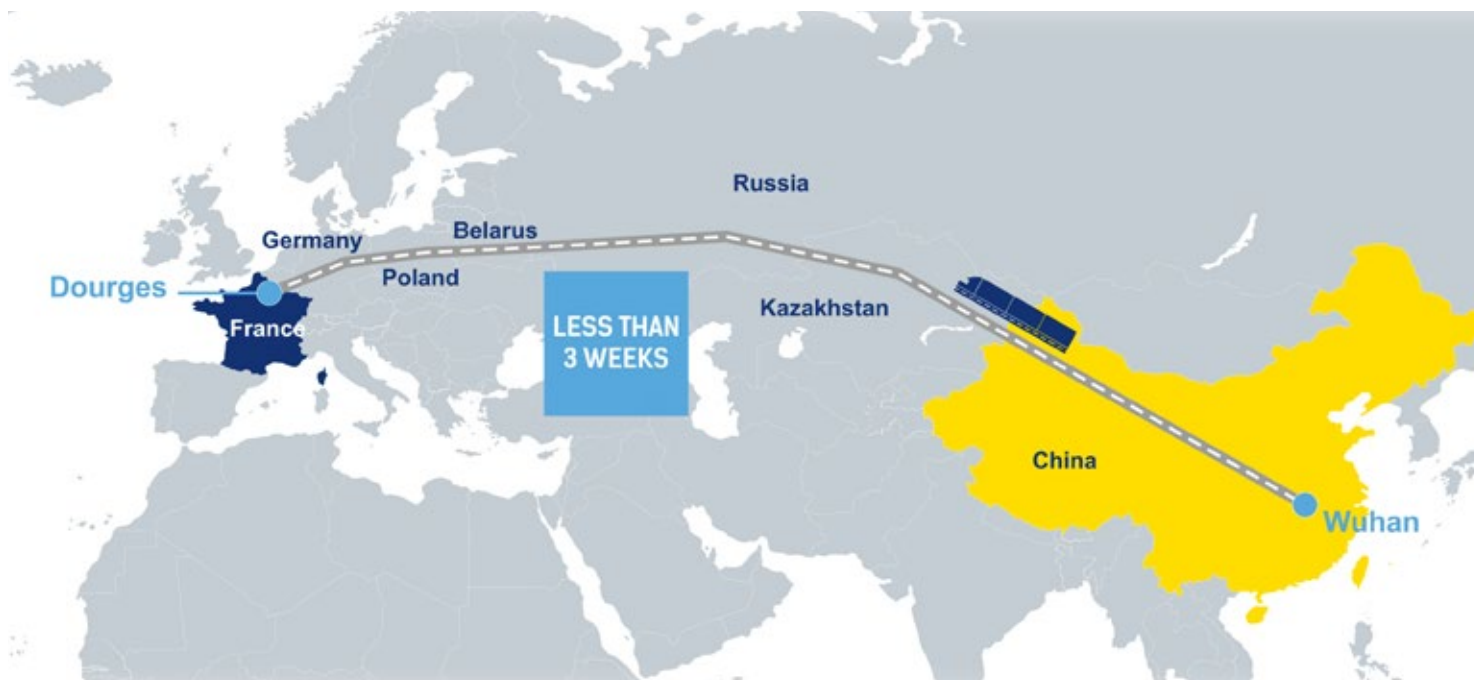 Russia
Belarus
Germany
Poland
Dourges
Kazakhstan
France
LESS THAN
3 WEEKS
China
Wuhan